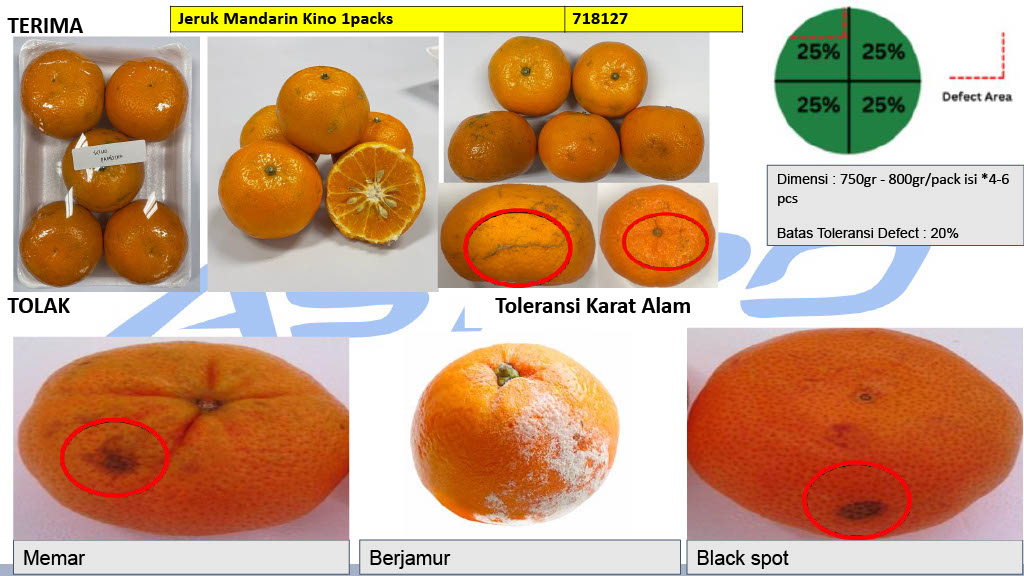 TERIMA
Jeruk Mandarin Kino 1packs
718127
25% 25%
25% 25%
Defect Area
Dimensi : 750gr - 800gr/pack isi *4-6
pcs
Batas Toleransi Defect : 20%
TOLAK
Toleransi Karat Alam
Memar
Berjamur
Black spot